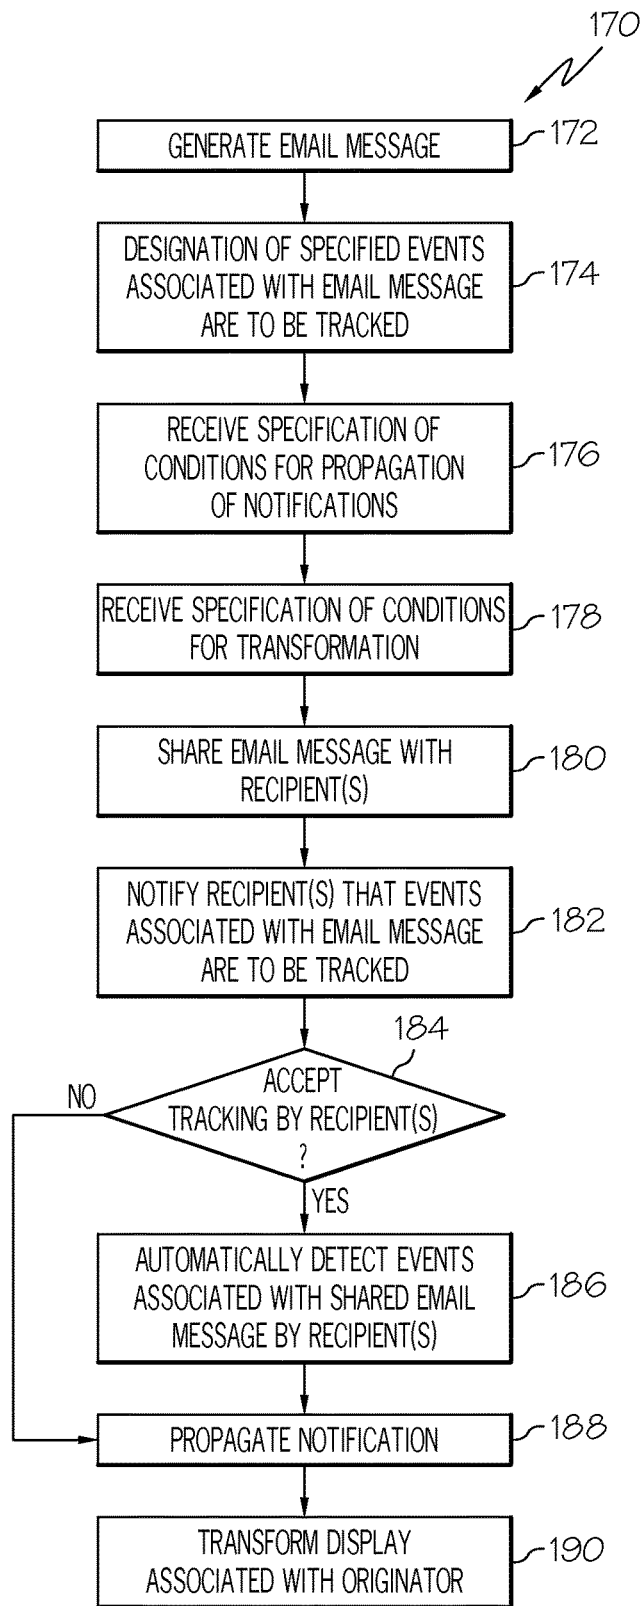 170
GENERATE EMAIL MESSAGE
172
DESIGNATION OF SPECIFIED EVENTS
ASSOCIATED WITH EMAIL MESSAGE
ARE TO BE TRACKED
174
RECEIVE SPECIFICATION OF
CONDITIONS FOR PROPAGATION
OF NOTIFICATIONS
176
RECEIVE SPECIFICATION OF CONDITIONS
FOR TRANSFORMATION
178
SHARE EMAIL MESSAGE WITH
RECIPIENT(S)
180
NOTIFY RECIPIENT(S) THAT EVENTS
ASSOCIATED WITH EMAIL MESSAGE
ARE TO BE TRACKED
182
184
ACCEPT
TRACKING BY RECIPIENT(S)
?
NO
YES
AUTOMATICALLY DETECT EVENTS
ASSOCIATED WITH SHARED EMAIL
MESSAGE BY RECIPIENT(S)
186
PROPAGATE NOTIFICATION
188
TRANSFORM DISPLAY
ASSOCIATED WITH ORIGINATOR
190